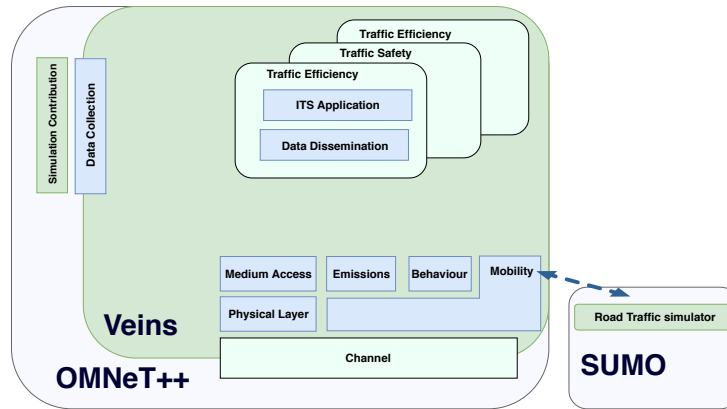 Traffic Efficiency
Traffic Safety
Traffic Efficiency
ITS Application
Data Dissemination
Simulation Contribution
Data Collection
Medium Access
Emissions
Behaviour
Mobility
Physical Layer
Veins
Channel
OMNeT++
Road Traffic simulator
SUMO